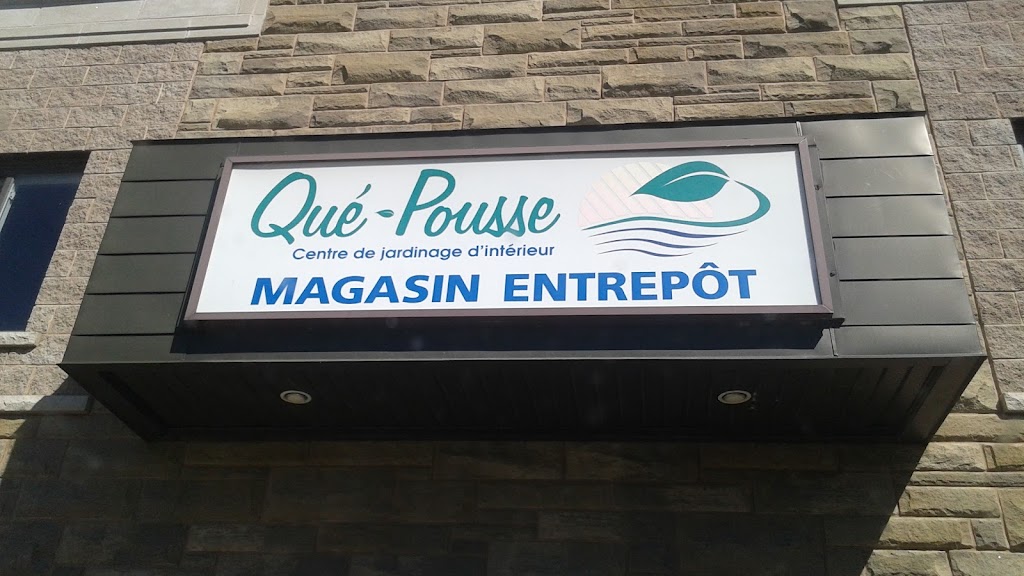 Qué-Pousse
Centre de jardinage d'intérieur
MAGASIN ENTREPÔT